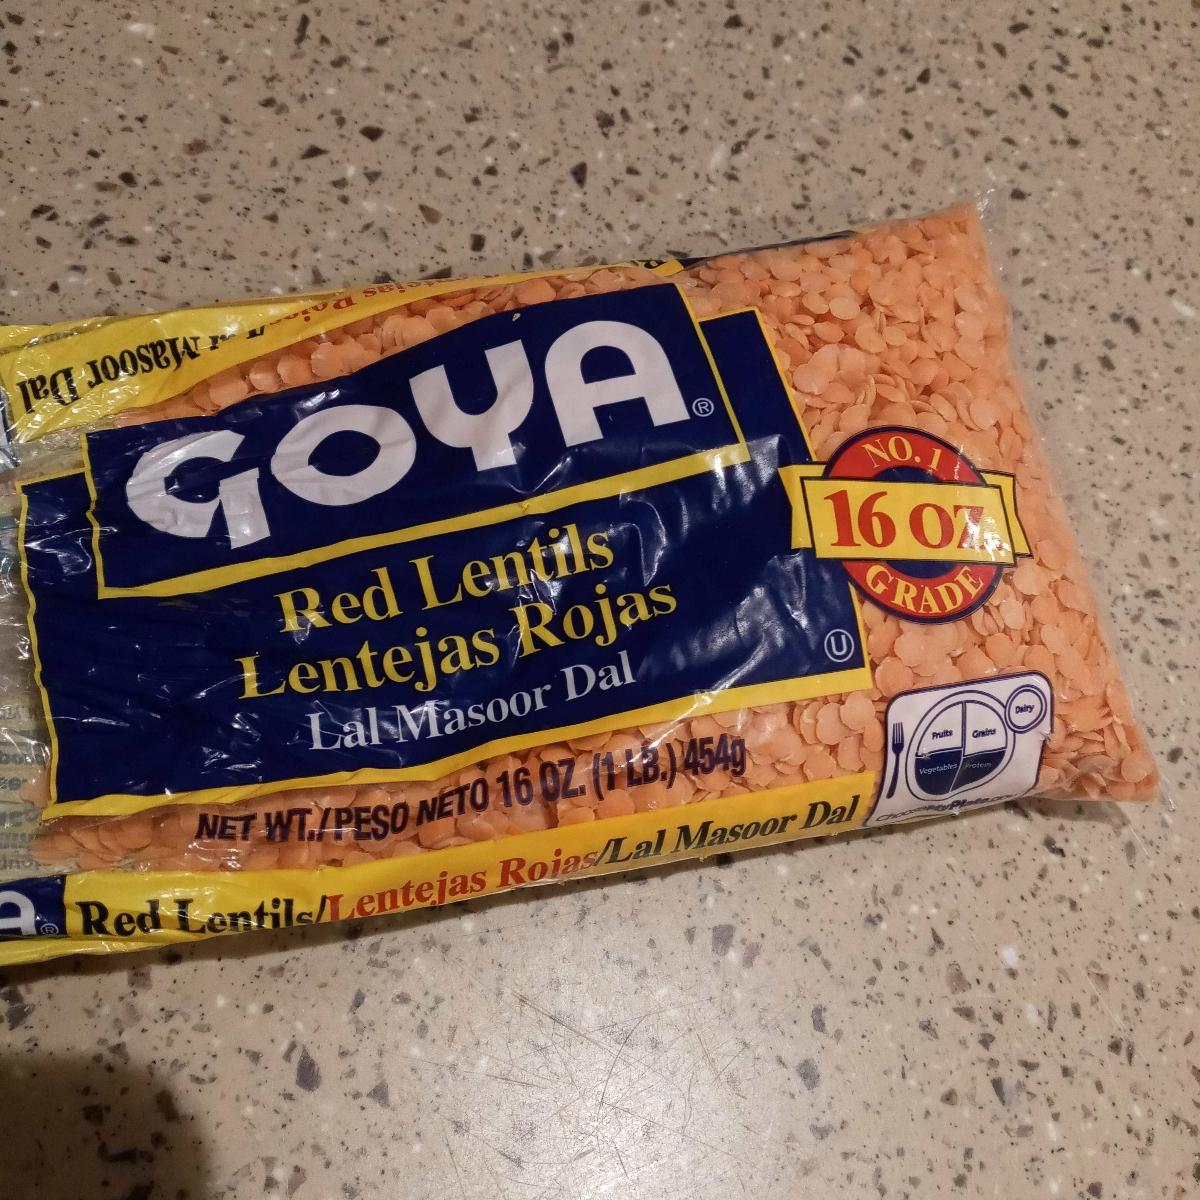 Lal Masoor Dal
GOYA®
Red Lentils
Lentejas Rojas
Lal Masoor Dal
NET WT./PESO NETO 16 OZ. (1 LB.) 454g
NO. 1
16 OZ.
GRADE
U
Fruits
Grains
Dairy
Vegetables
Protein
A®
Red Lentils/Lentejas Rojas/Lal Masoor Dal